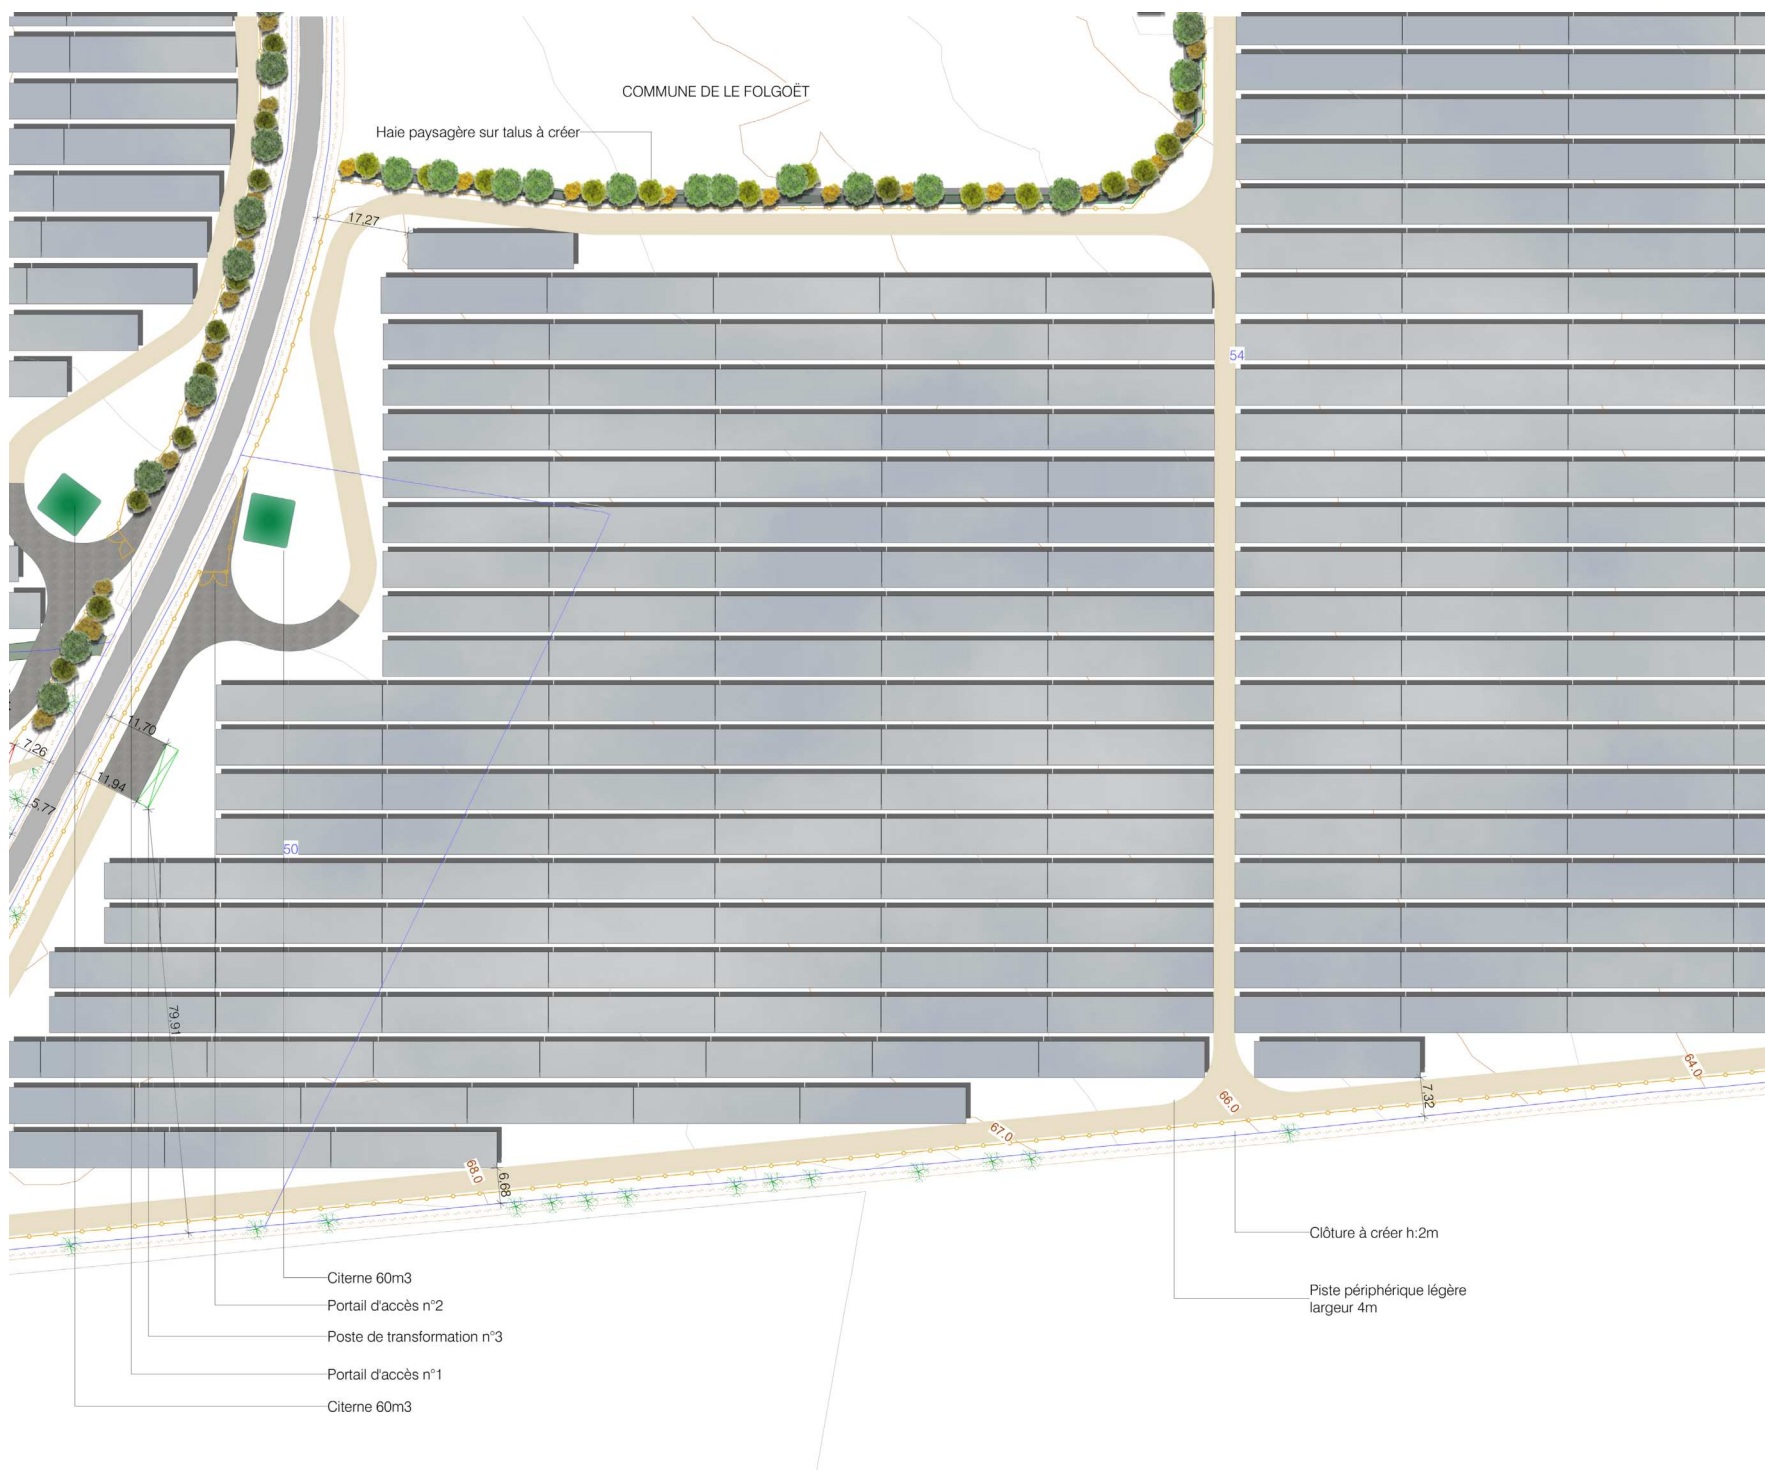 COMMUNE DE LE FOLGOËT
Haie paysagère sur talus à créer
17,27
54
11,70
7,26
11,94
5,77
50
79,91
64.0
66.0
7,32
67.0
68.0
6,68
Clôture à créer h:2m
Citerne 60m3
Piste périphérique légère
largeur 4m
Portail d'accès n°2
Poste de transformation n°3
Portail d'accès n°1
Citerne 60m3